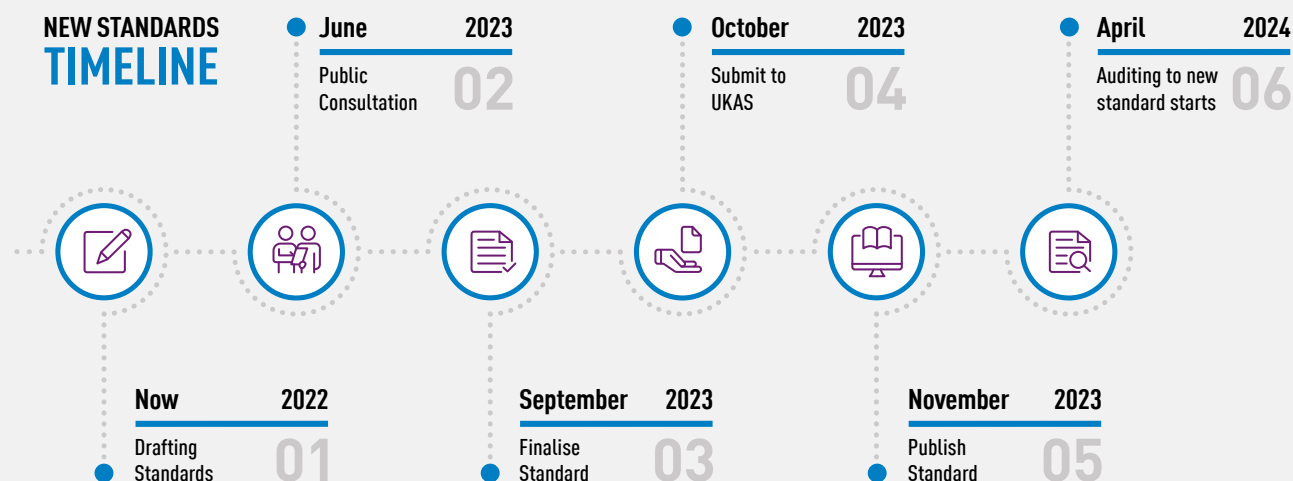 NEW STANDARDS
TIMELINE
June 2023
Public
Consultation
02
October 2023
Submit to
UKAS
04
April 2024
Auditing to new
standard starts
06
Now 2022
Drafting
Standards
01
September 2023
Finalise
Standard
03
November 2023
Publish
Standard
05